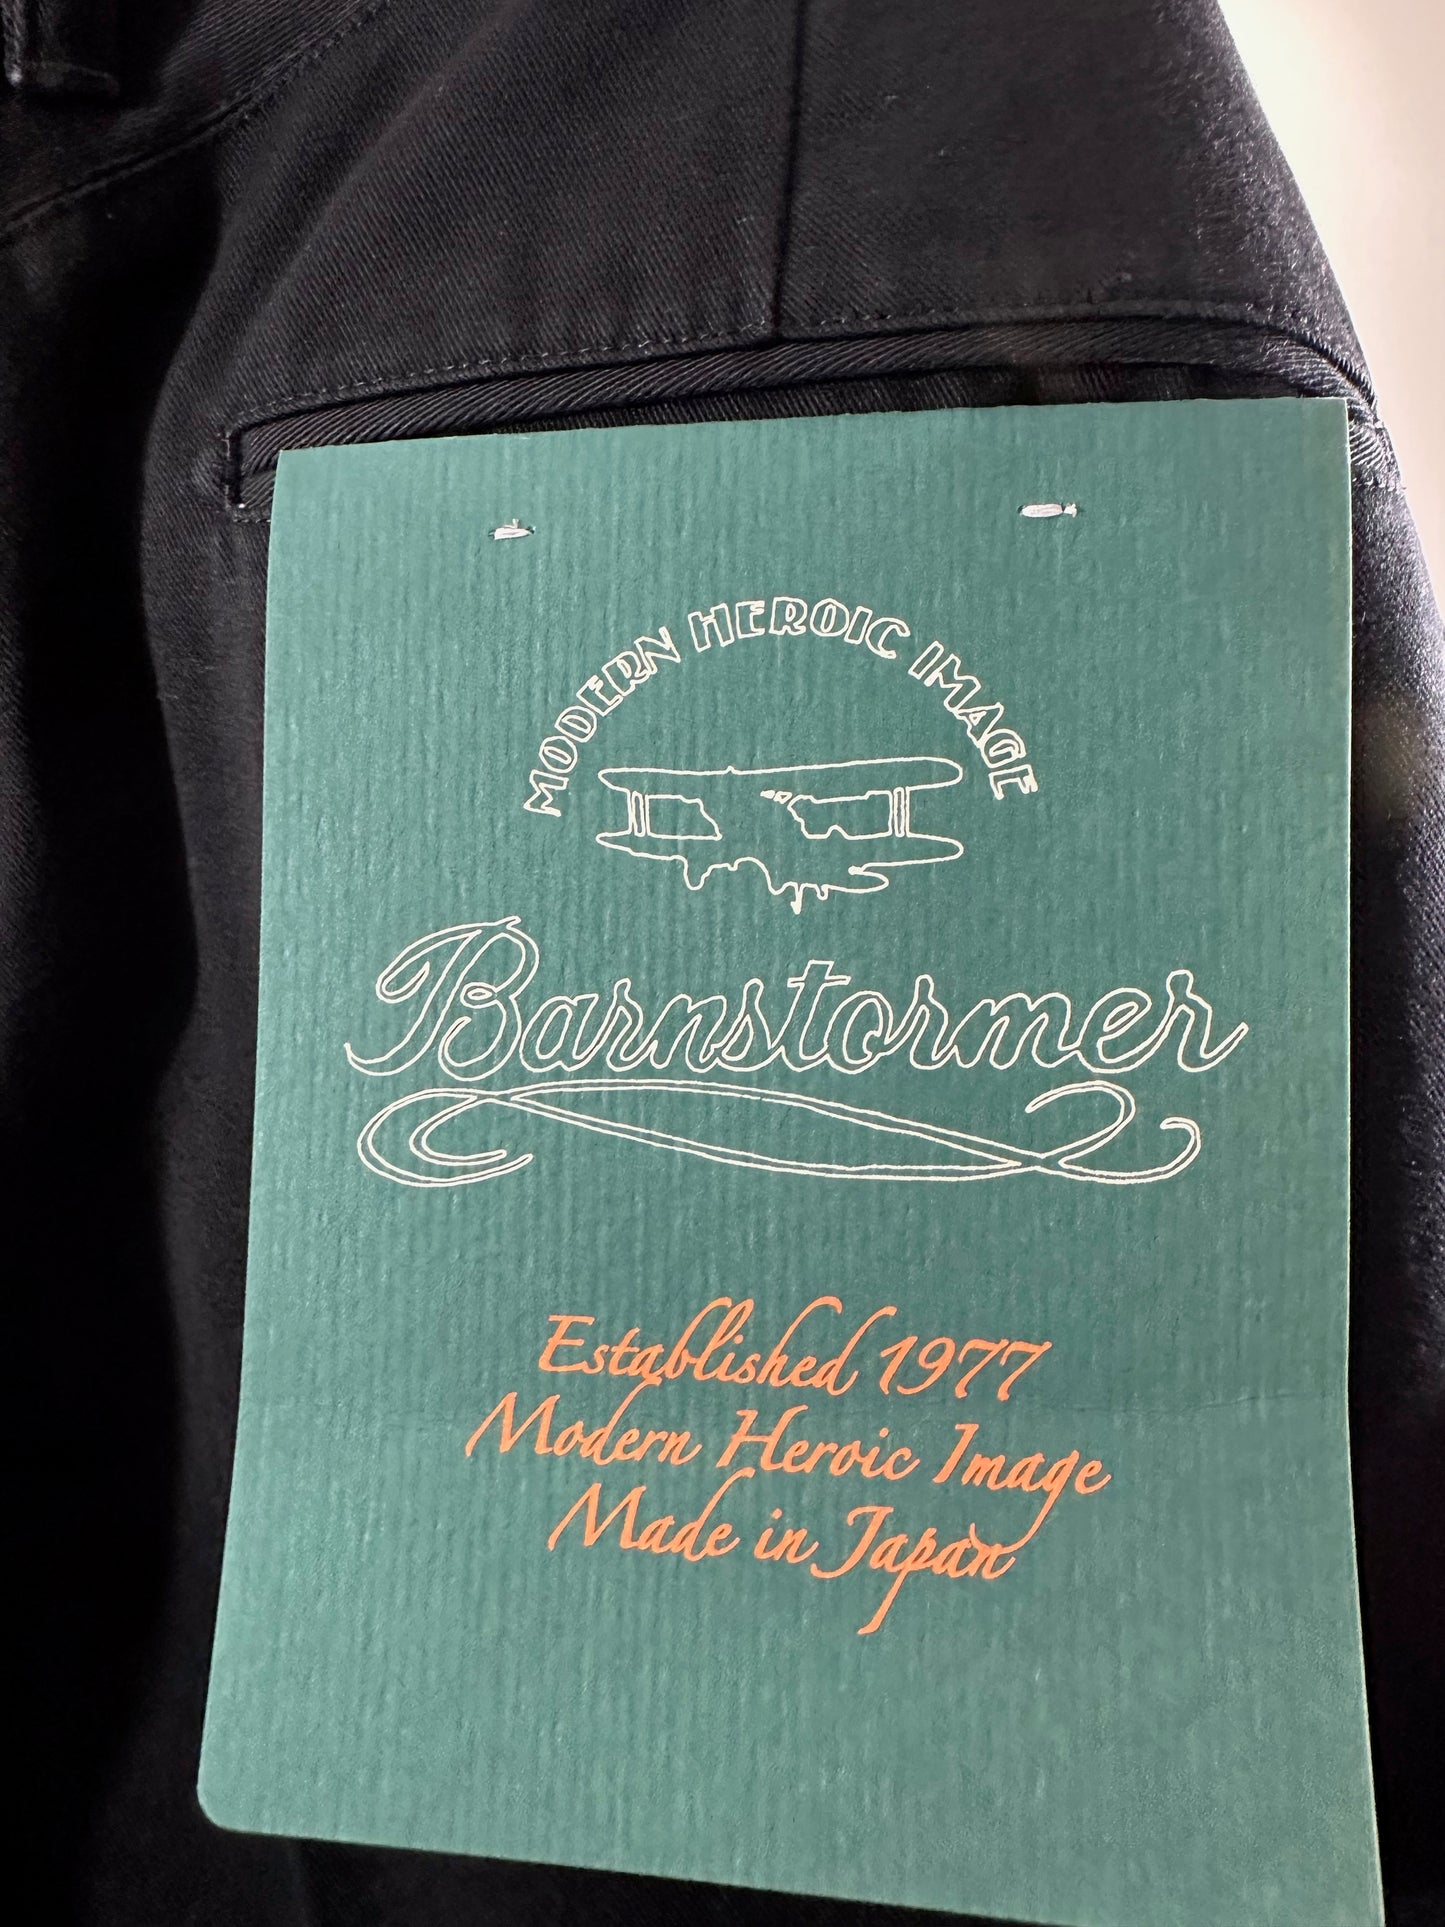 MODERN HEROIC IMAGE
Barnstormer
Established 1977
Modern Heroic Image
Made in Japan